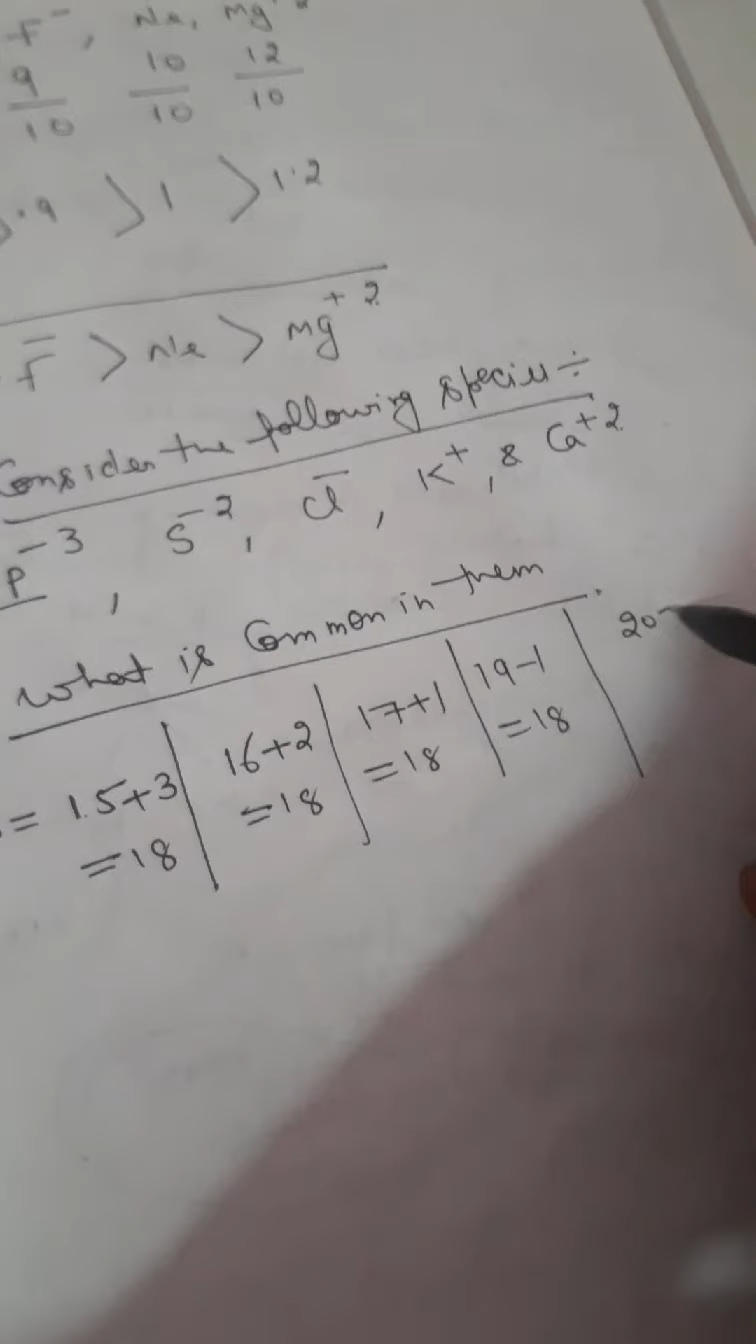 F⁻, Ne, Mg⁺²
9/10 10/10 12/10
.9 > 1 > 1.2
F⁻ > Ne > Mg⁺²
Consider the following species ÷
P⁻³, S⁻², Cl⁻, K⁺, & Ca⁺²
What is Common in them.
= 15+3 | 16+2 | 17+1 | 19-1 | 20-
=18 | =18 | =18 | =18